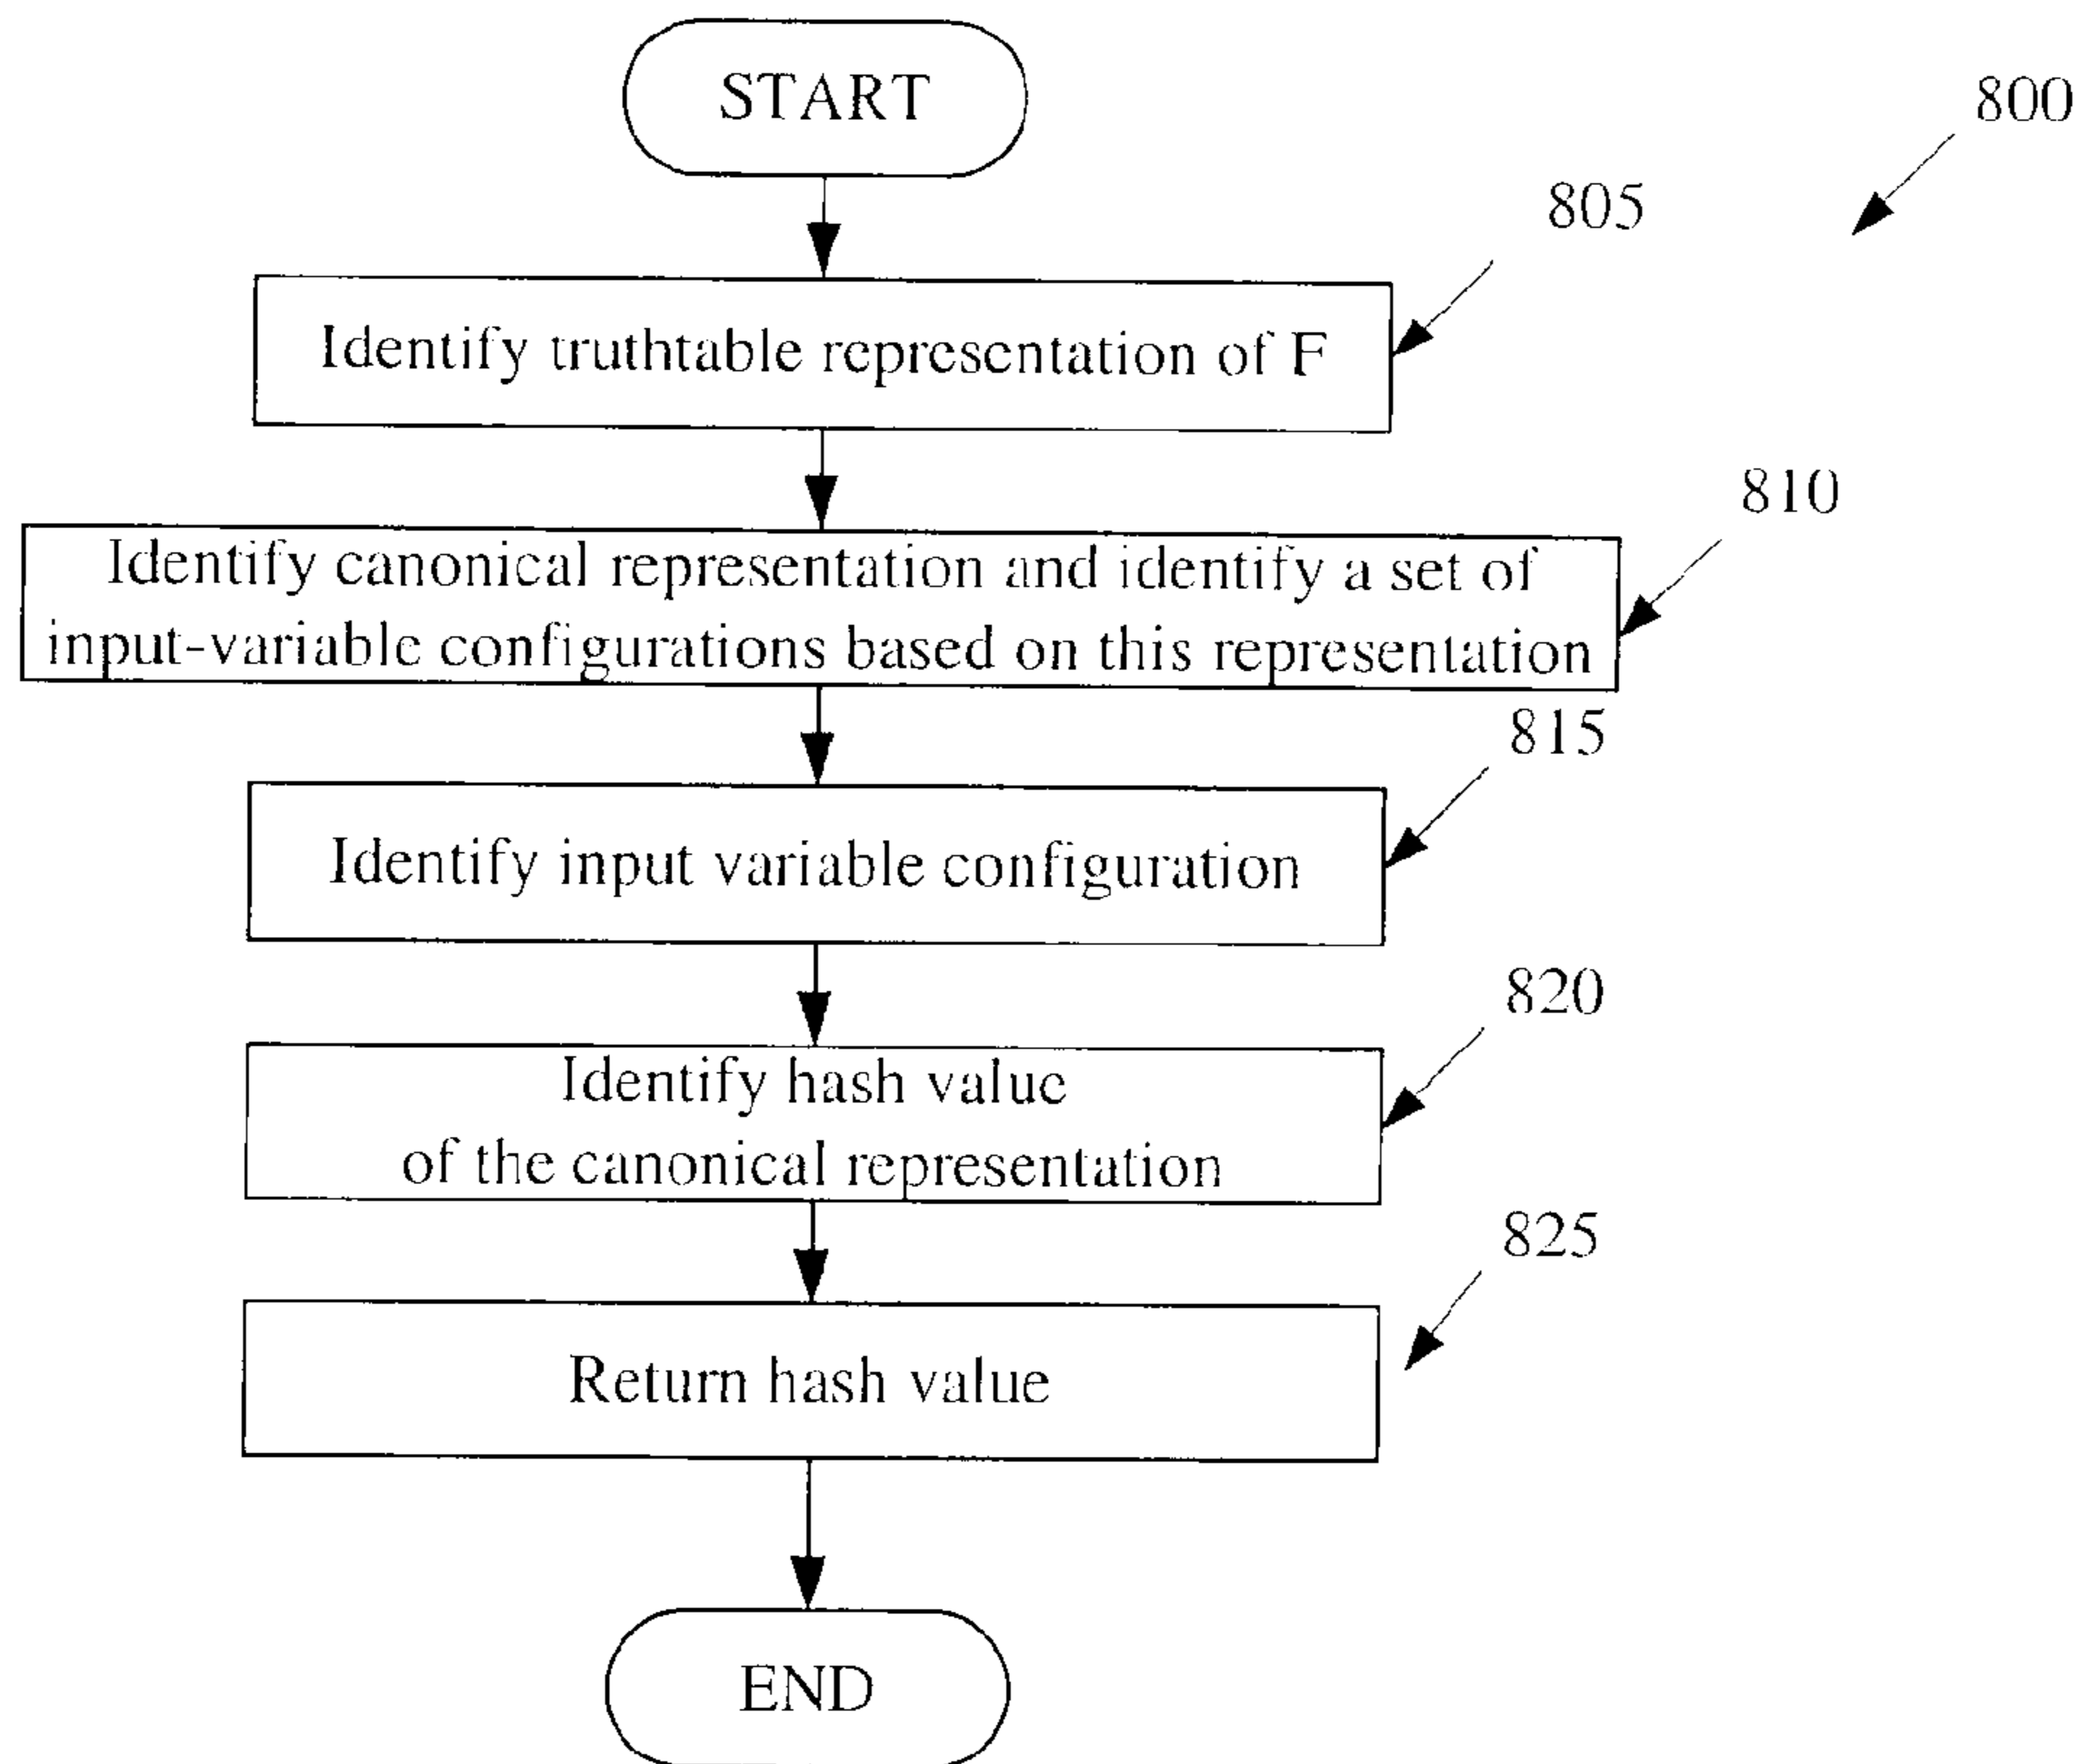 START
800
805
Identify truthtable representation of F
810
Identify canonical representation and identify a set of
input-variable configurations based on this representation
815
Identify input variable configuration
820
Identify hash value
of the canonical representation
825
Return hash value
END